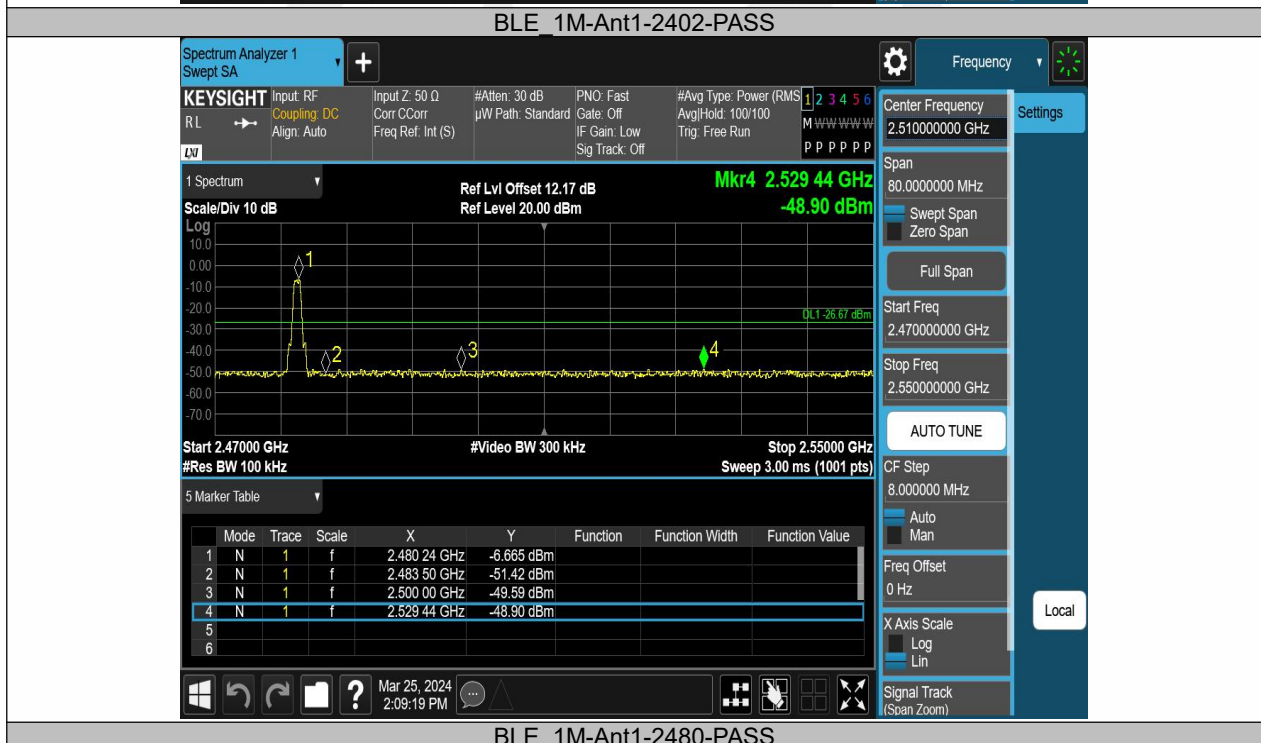 BLE_1M-Ant1-2402-PASS
Spectrum Analyzer 1
Swept SA
Frequency
KEYSIGHT Input: RF Input Z: 50 Ω #Atten: 30 dB PNO: Fast #Avg Type: Power (RMS 1 2 3 4 5 6
RL Coupling: DC Corr CCorr µW Path: Standard Gate: Off Avg|Hold: 100/100 M W W W W W
Align: Auto Freq Ref: Int (S) IF Gain: Low Trig: Free Run
LXI Sig Track: Off P P P P P P
1 Spectrum
Ref Lvl Offset 12.17 dB
Mkr4 2.529 44 GHz
Scale/Div 10 dB
Ref Level 20.00 dBm
-48.90 dBm
Log
10.0
0.00
-10.0
-20.0
-30.0
-40.0
-50.0
-60.0
-70.0
1
2
3
4
DL1 -26.67 dBm
Start 2.47000 GHz #Video BW 300 kHz Stop 2.55000 GHz
#Res BW 100 kHz Sweep 3.00 ms (1001 pts)
5 Marker Table
Mode Trace Scale X Y Function Function Width Function Value
1 N 1 f 2.480 24 GHz -6.665 dBm
2 N 1 f 2.483 50 GHz -51.42 dBm
3 N 1 f 2.500 00 GHz -49.59 dBm
4 N 1 f 2.529 44 GHz -48.90 dBm
5
6
Mar 25, 2024
2:09:19 PM
Center Frequency
2.510000000 GHz
Span
80.0000000 MHz
Swept Span
Zero Span
Full Span
Start Freq
2.470000000 GHz
Stop Freq
2.550000000 GHz
AUTO TUNE
CF Step
8.000000 MHz
Auto
Man
Freq Offset
0 Hz
X Axis Scale
Log
Lin
Signal Track
(Span Zoom)
Settings
Local
BLE_1M-Ant1-2480-PASS